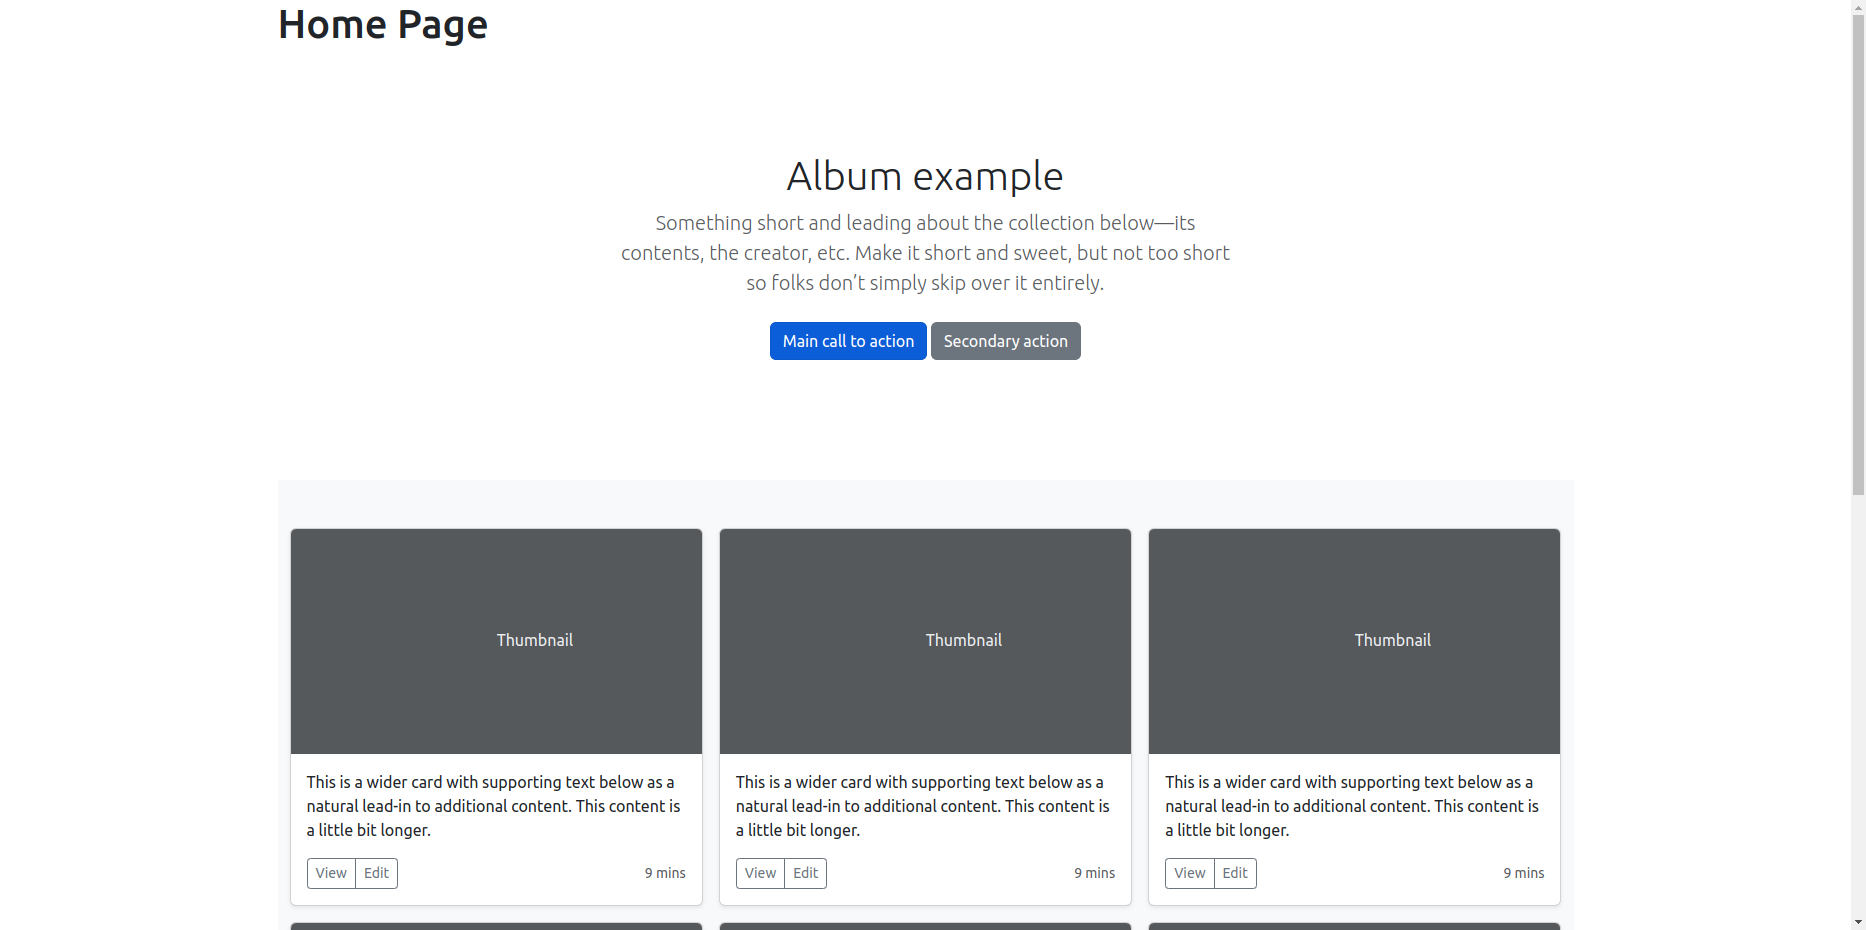 Home Page
Album example
Something short and leading about the collection below—its
contents, the creator, etc. Make it short and sweet, but not too short
so folks don’t simply skip over it entirely.
Main call to action
Secondary action
Thumbnail
This is a wider card with supporting text below as a
natural lead-in to additional content. This content is
a little bit longer.
View
Edit
9 mins
Thumbnail
This is a wider card with supporting text below as a
natural lead-in to additional content. This content is
a little bit longer.
View
Edit
9 mins
Thumbnail
This is a wider card with supporting text below as a
natural lead-in to additional content. This content is
a little bit longer.
View
Edit
9 mins